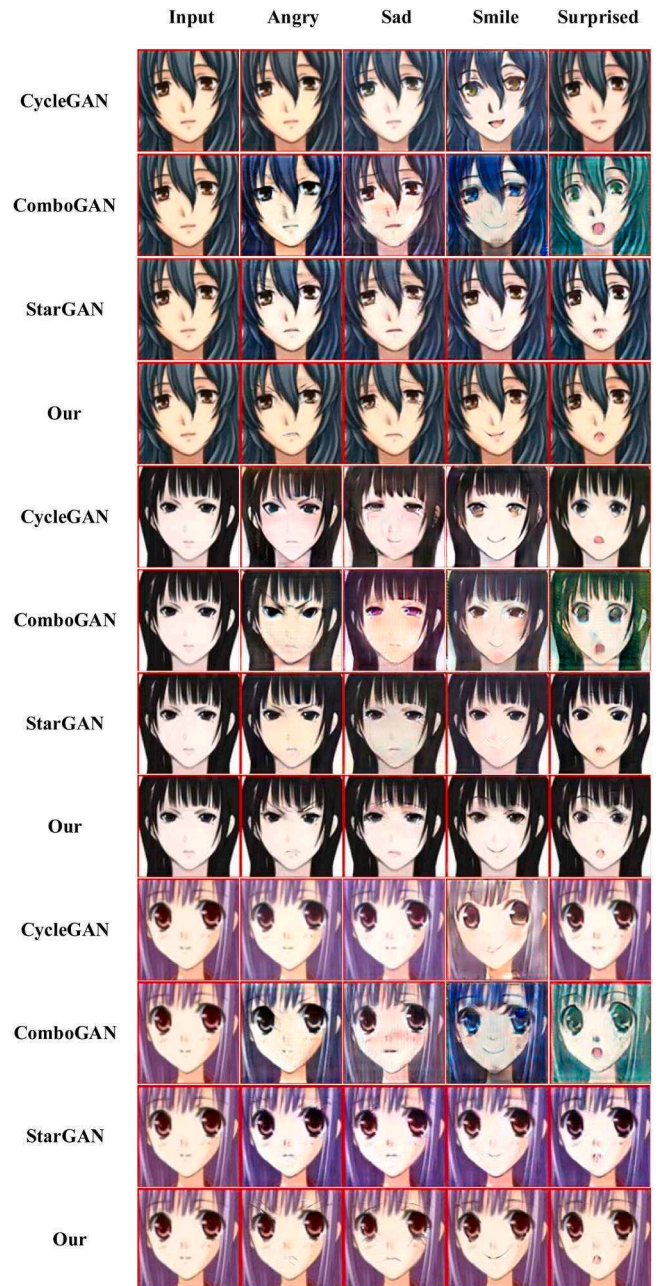 Input Angry Sad Smile Surprised
CycleGAN
ComboGAN
StarGAN
Our
CycleGAN
ComboGAN
StarGAN
Our
CycleGAN
ComboGAN
StarGAN
Our